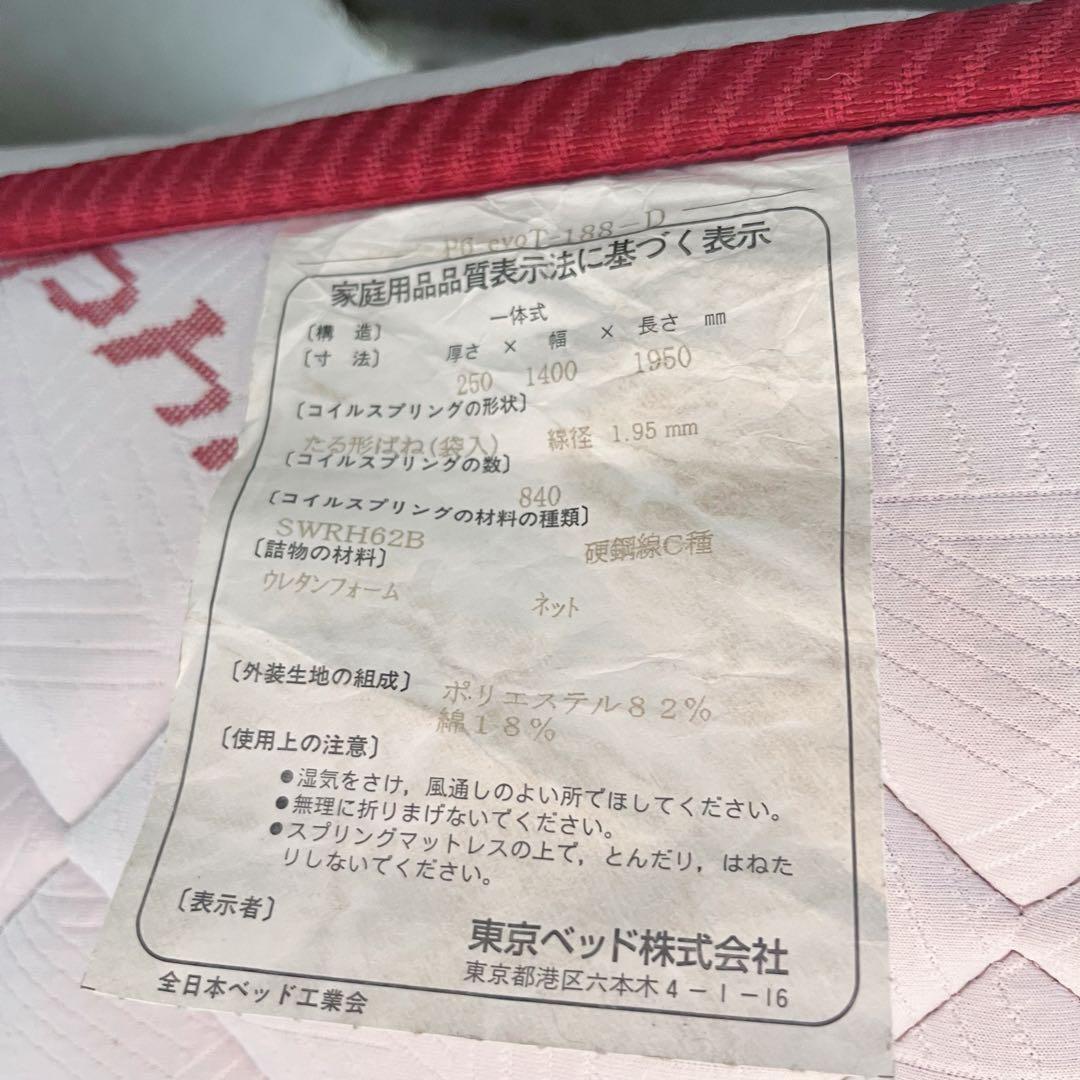 Phr
P6-evoT-188-D
家庭用品品質表示法に基づく表示
〔構 造〕 一体式
〔寸 法〕 厚さ × 幅 × 長さ mm
250 1400 1950
〔コイルスプリングの形状〕
たる形ばね(袋入) 線径 1.95 mm
〔コイルスプリングの数〕
840
〔コイルスプリングの材料の種類〕
SWRH62B 硬鋼線C種
〔詰物の材料〕
ウレタンフォーム ネット
〔外装生地の組成〕 ポリエステル82%
綿18%
〔使用上の注意〕
●湿気をさけ,風通しのよい所でほしてください。
●無理に折りまげないでください。
●スプリングマットレスの上で,とんだり,はねた
りしないでください。
〔表示者〕
東京ベッド株式会社
東京都港区六本木4-1-16
全日本ベッド工業会